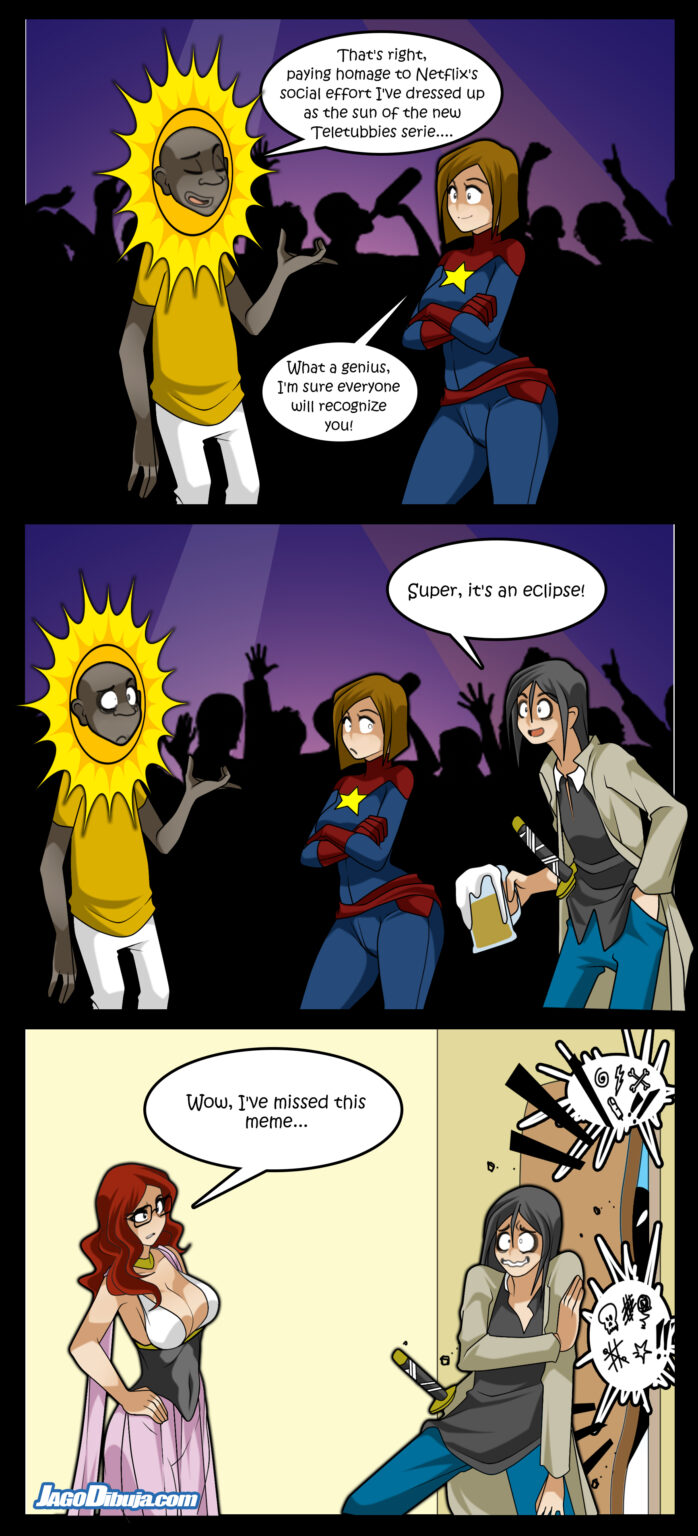 That's right,
paying homage to Netflix's
social effort I've dressed up
as the sun of the new
Teletubbies serie....
What a genius,
I'm sure everyone
will recognize
you!
Super, it's an eclipse!
Wow, I've missed this
meme...
JAGODibuja.com